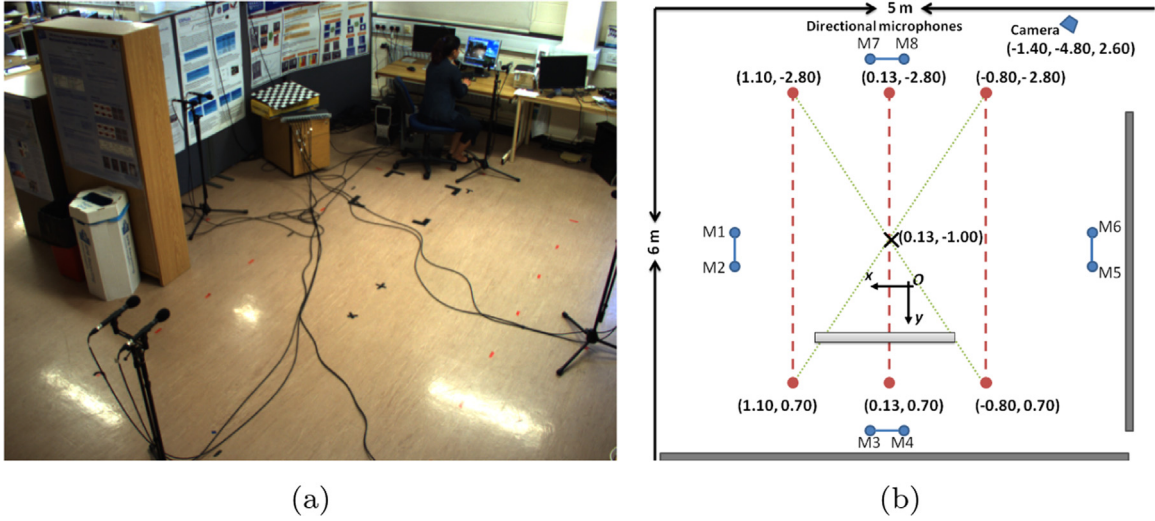 5 m
Directional microphones
M7 M8
Camera
(-1.40, -4.80, 2.60)
(1.10, -2.80) (0.13, -2.80) (-0.80,-2.80)
M1
M2
6 m
(0.13, -1.00)
M6
M5
x O
y
(1.10, 0.70) (0.13, 0.70) (-0.80, 0.70)
M3 M4
(a) (b)